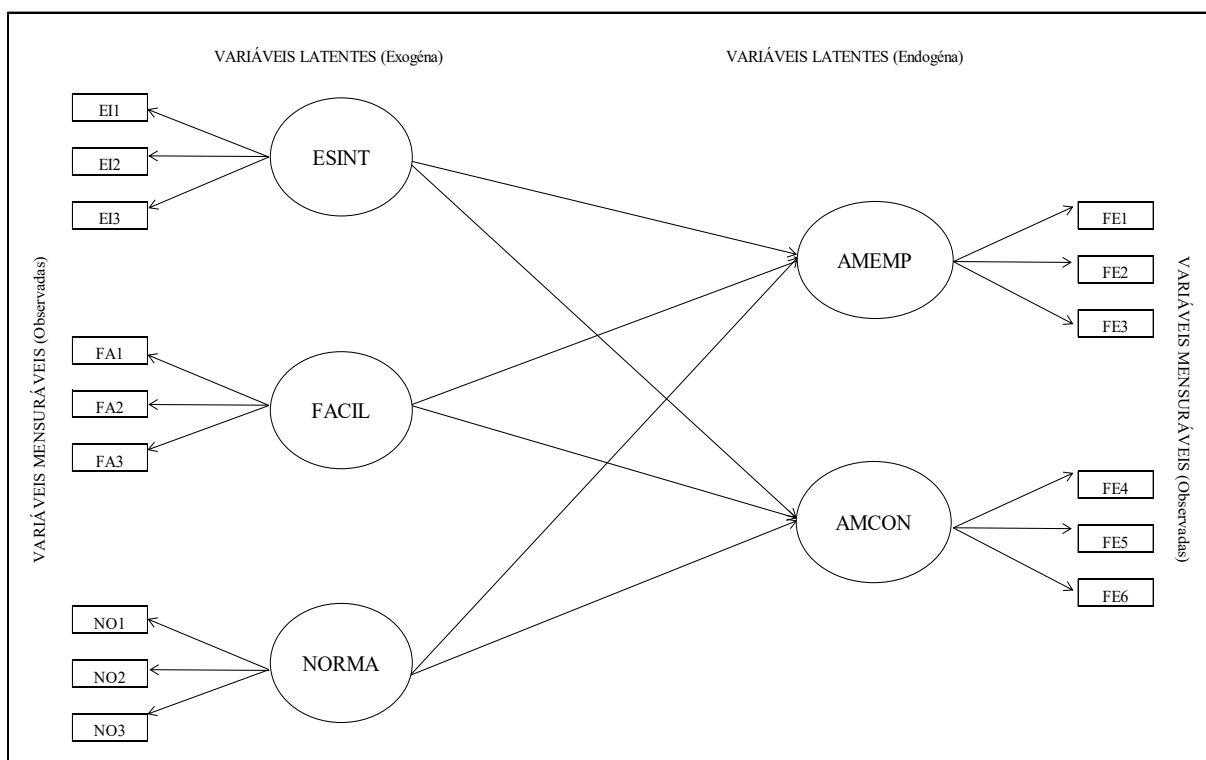 VARIÁVEIS LATENTES (Exogéna)
VARIÁVEIS LATENTES (Endogéna)
VARIÁVEIS MENSURÁVEIS (Observadas)
EI1
EI2
EI3
ESINT
FA1
FA2
FA3
FACIL
NO1
NO2
NO3
NORMA
AMEMP
FE1
FE2
FE3
AMCON
FE4
FE5
FE6
VARIÁVEIS MENSURÁVEIS (Observadas)